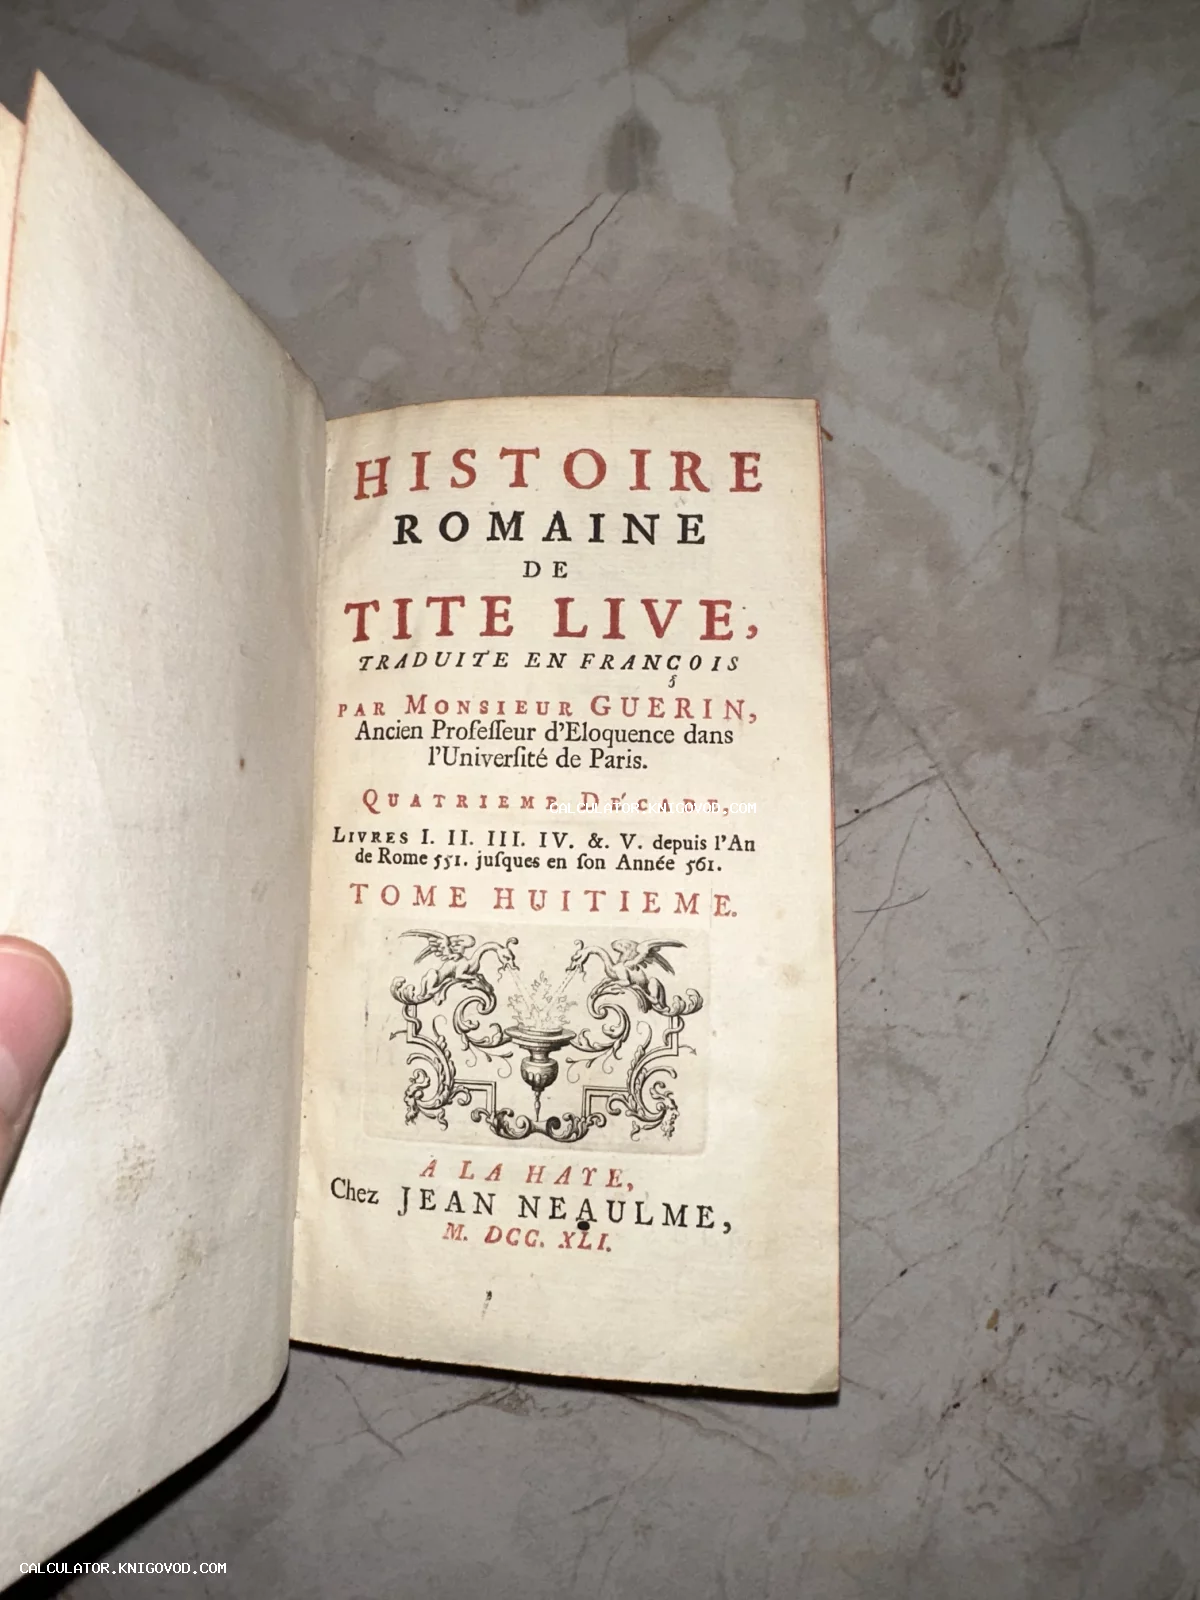 HISTOIRE
ROMAINE
DE
TITE LIVE,
TRADUITE EN FRANÇOIS
PAR MONSIEUR GUERIN,
Ancien Profeſſeur d'Eloquence dans
l'Univerſité de Paris.
QUATRIEME DÉCADE,
CALCULATOR.KNIGOVOD.COM
LIVRES I. II. III. IV. &. V. depuis l'An
de Rome 551. juſques en ſon Année 561.
TOME HUITIEME.
A LA HAYE,
Chez JEAN NEAULME,
M. DCC. XLI.
CALCULATOR.KNIGOVOD.COM